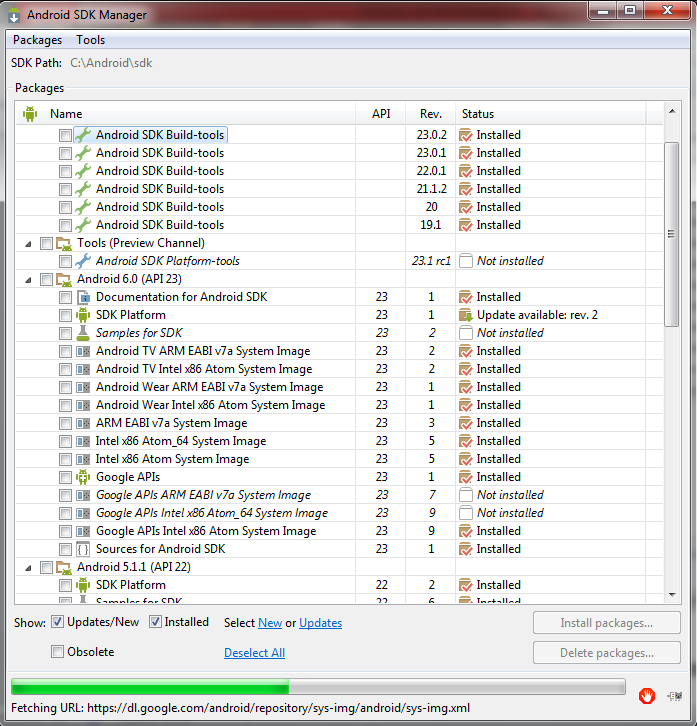 Android SDK Manager
Packages Tools
SDK Path: C:\Android\sdk
Packages
Name API Rev. Status
Android SDK Build-tools 23.0.2 Installed
Android SDK Build-tools 23.0.1 Installed
Android SDK Build-tools 22.0.1 Installed
Android SDK Build-tools 21.1.2 Installed
Android SDK Build-tools 20 Installed
Android SDK Build-tools 19.1 Installed
Tools (Preview Channel)
Android SDK Platform-tools 23.1 rc1 Not installed
Android 6.0 (API 23)
Documentation for Android SDK 23 1 Installed
SDK Platform 23 1 Update available: rev. 2
Samples for SDK 23 2 Not installed
Android TV ARM EABI v7a System Image 23 2 Installed
Android TV Intel x86 Atom System Image 23 2 Installed
Android Wear ARM EABI v7a System Image 23 1 Installed
Android Wear Intel x86 Atom System Image 23 1 Installed
ARM EABI v7a System Image 23 3 Installed
Intel x86 Atom_64 System Image 23 5 Installed
Intel x86 Atom System Image 23 5 Installed
Google APIs 23 1 Installed
Google APIs ARM EABI v7a System Image 23 7 Not installed
Google APIs Intel x86 Atom_64 System Image 23 9 Not installed
Google APIs Intel x86 Atom System Image 23 9 Installed
Sources for Android SDK 23 1 Installed
Android 5.1.1 (API 22)
SDK Platform 22 2 Installed
Samples for SDK 22 6 Installed
Show: Updates/New Installed Select New or Updates Install packages...
Obsolete Deselect All Delete packages...
Fetching URL: https://dl.google.com/android/repository/sys-img/android/sys-img.xml